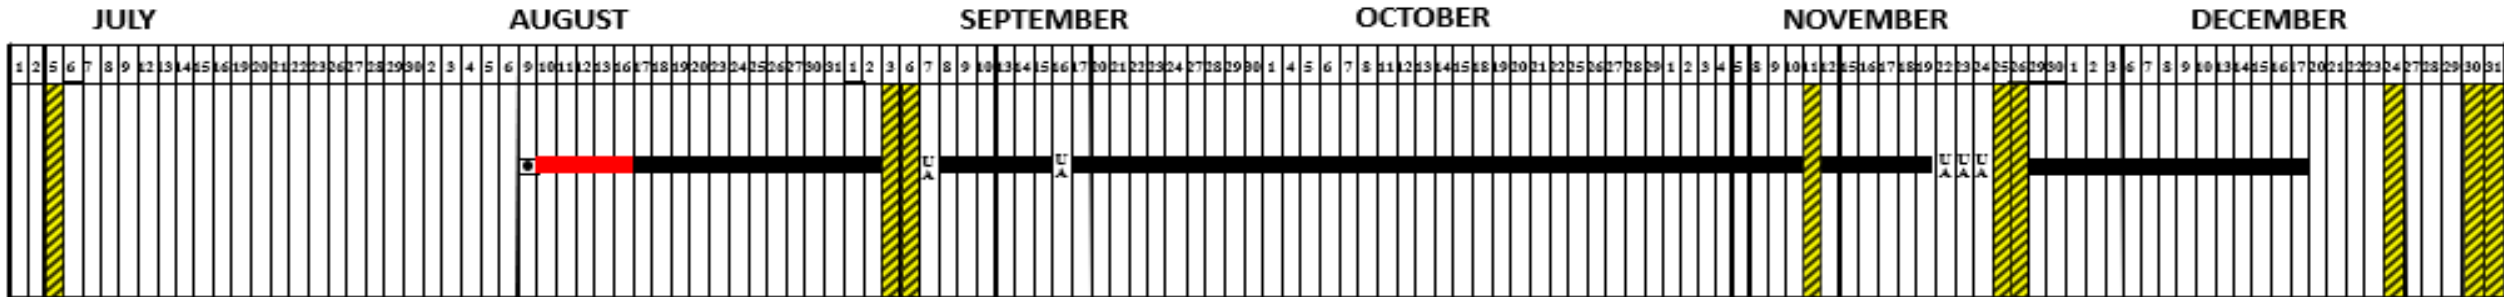 JULY AUGUST SEPTEMBER OCTOBER NOVEMBER DECEMBER
1 2 5 6 7 8 9 12 13 14 15 16 19 20 21 22 23 26 27 28 29 30 2 3 4 5 6 9 10 11 12 13 16 17 18 19 20 23 24 25 26 27 30 31 1 2 3 6 7 8 9 10 13 14 15 16 17 20 21 22 23 24 27 28 29 30 1 4 5 6 7 8 11 12 13 14 15 18 19 20 21 22 25 26 27 28 29 1 2 3 4 5 8 9 10 11 12 15 16 17 18 19 22 23 24 25 26 29 30 1 2 3 6 7 8 9 10 13 14 15 16 17 20 21 22 23 24 27 28 29 30 31
U U U U U
A A A A A